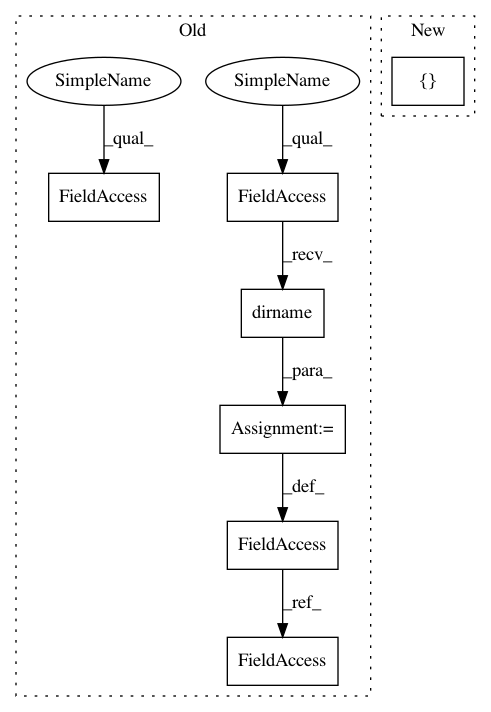 Old
New
SimpleName
SimpleName
{}
_qual_
_qual_
FieldAccess
FieldAccess
_recv_
dirname
_para_
Assignment:=
_def_
FieldAccess
_ref_
FieldAccess